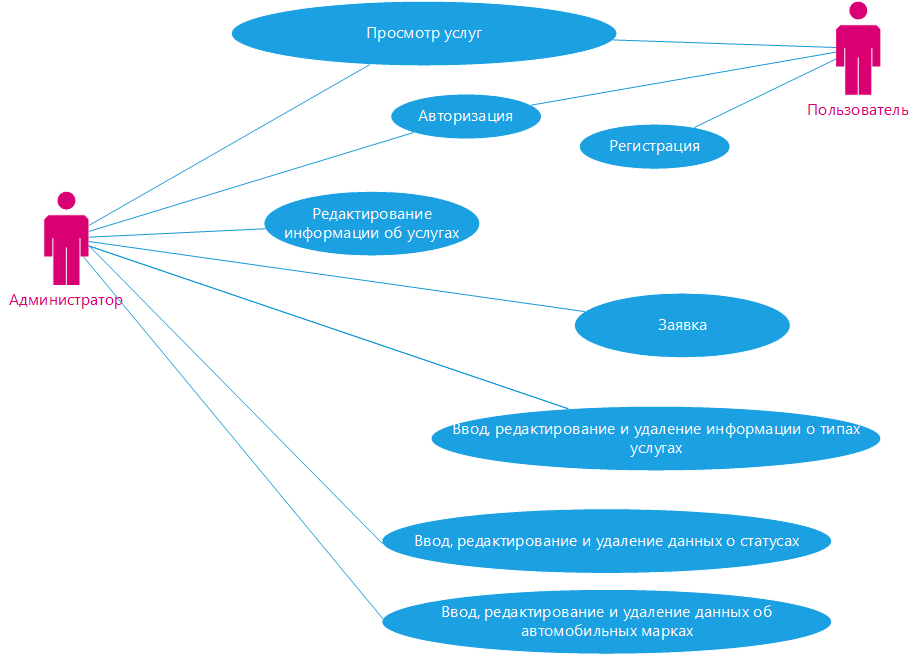 Просмотр услуг
Пользователь
Авторизация
Регистрация
Редактирование
информации об услугах
Администратор
Заявка
Ввод, редактирование и удаление информации о типах
услугах
Ввод, редактирование и удаление данных о статусах
Ввод, редактирование и удаление данных об
автомобильных марках